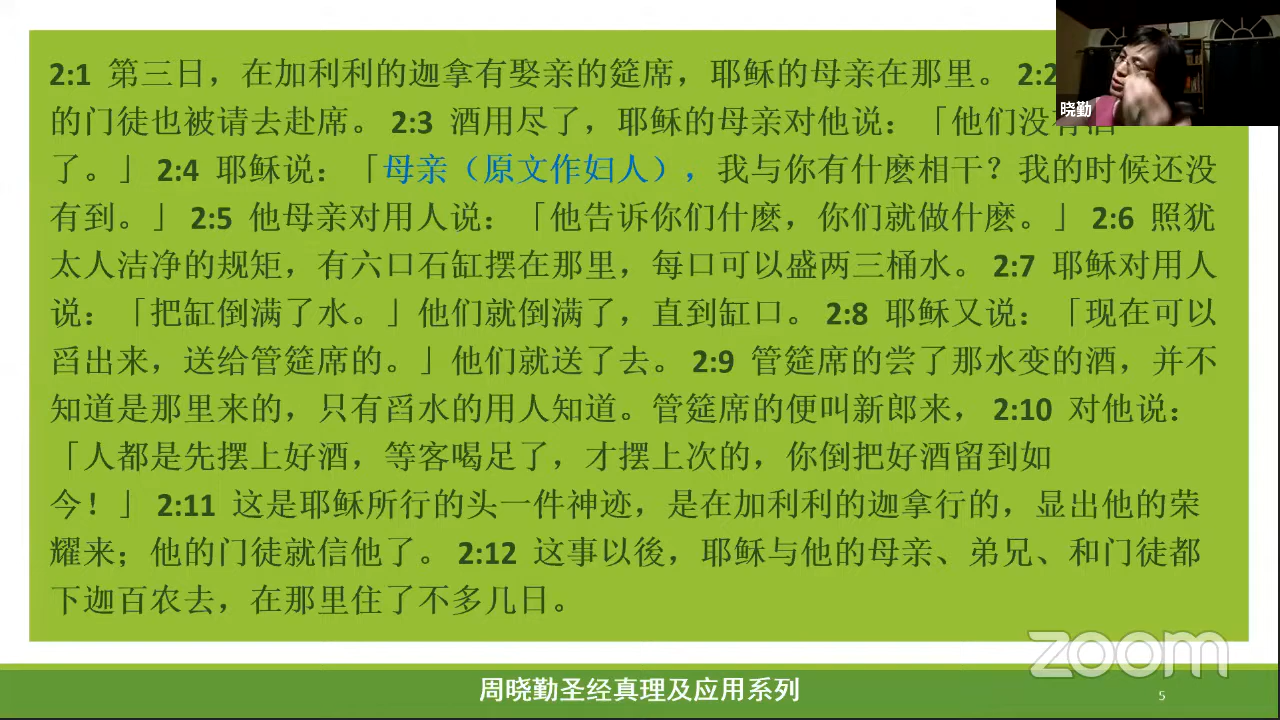 2:1 第三日，在加利利的迦拿有娶亲的筵席，耶稣的母亲在那里。 2:2
的门徒也被请去赴席。 2:3 酒用尽了，耶稣的母亲对他说：「他们没有酒
了。」 2:4 耶稣说：「母亲（原文作妇人），我与你有什麽相干？我的时候还没
有到。」 2:5 他母亲对用人说：「他告诉你们什麽，你们就做什麽。」 2:6 照犹
太人洁净的规矩，有六口石缸摆在那里，每口可以盛两三桶水。 2:7 耶稣对用人
说：「把缸倒满了水。」他们就倒满了，直到缸口。 2:8 耶稣又说：「现在可以
舀出来，送给管筵席的。」他们就送了去。 2:9 管筵席的尝了那水变的酒，并不
知道是那里来的，只有舀水的用人知道。管筵席的便叫新郎来， 2:10 对他说：
「人都是先摆上好酒，等客喝足了，才摆上次的，你倒把好酒留到如
今！」 2:11 这是耶稣所行的头一件神迹，是在加利利的迦拿行的，显出他的荣
耀来；他的门徒就信他了。 2:12 这事以後，耶稣与他的母亲、弟兄、和门徒都
下迦百农去，在那里住了不多几日。
晓勤
zoom
周晓勤圣经真理及应用系列
5